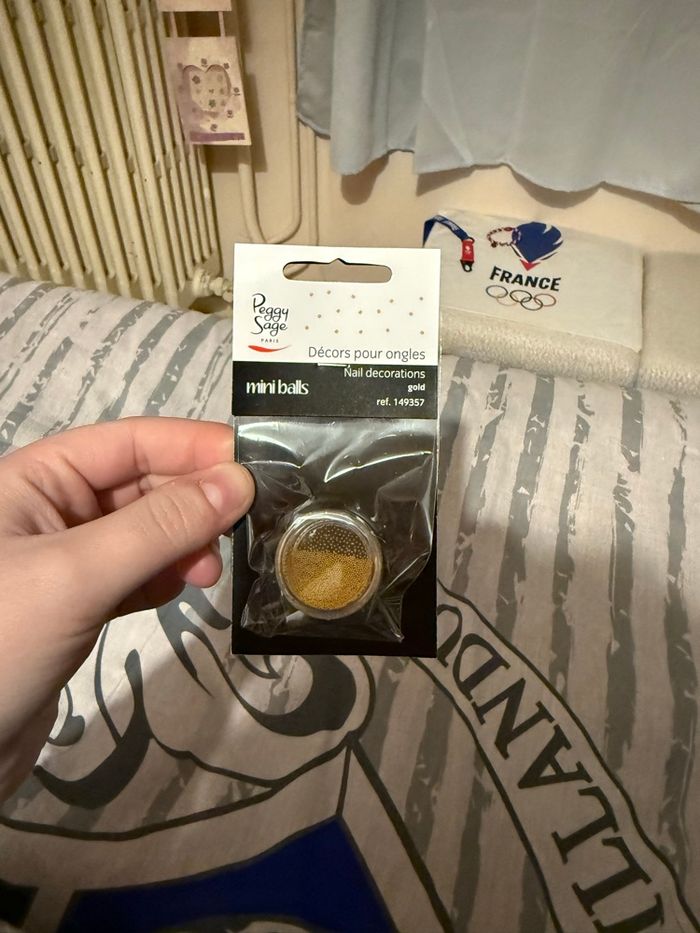 Peggy
Sage
PARIS
Décors pour ongles
Nail decorations
mini balls
gold
ref. 149357
FRANCE